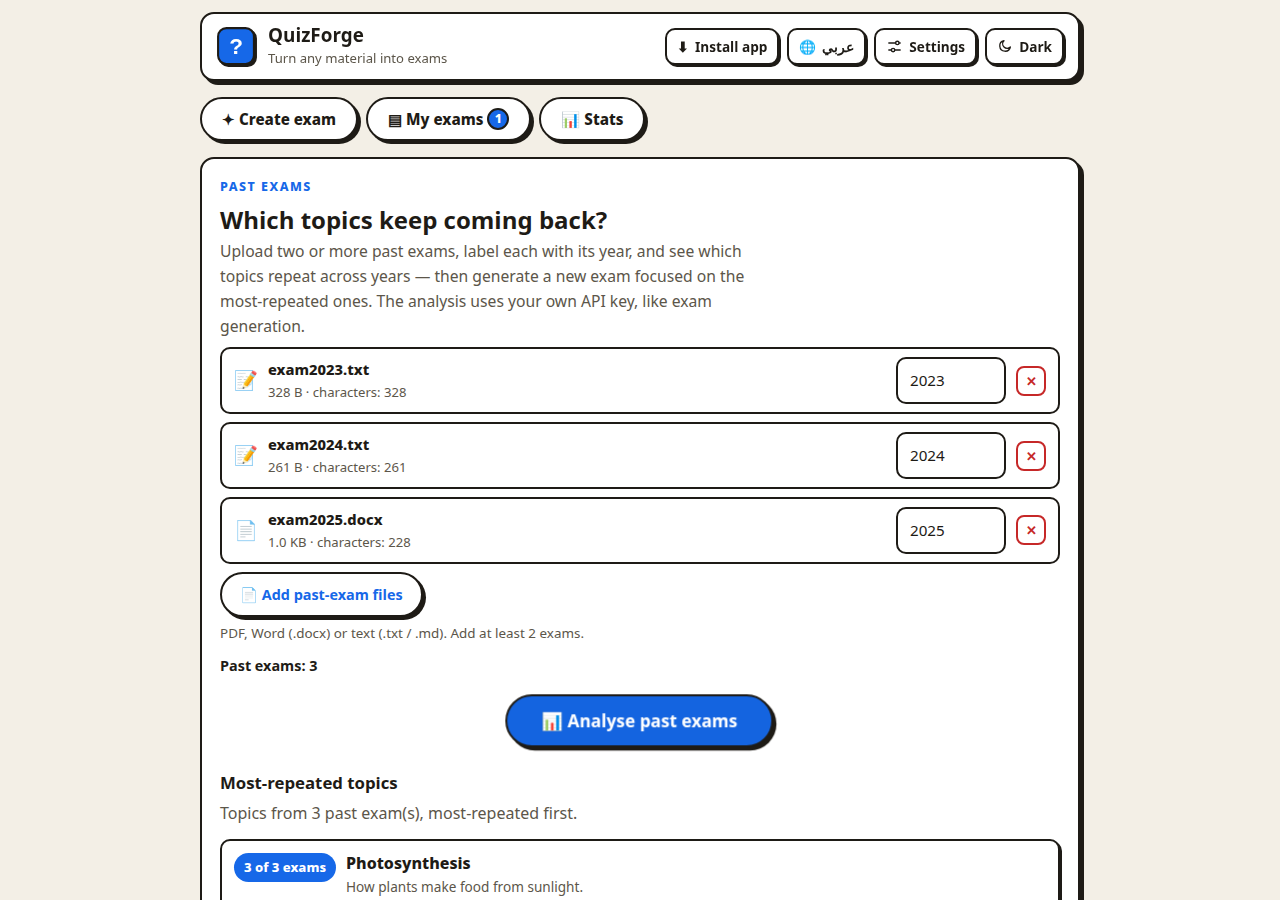 ?
QuizForge
Turn any material into exams
⬇ Install app
🌐 عربي
Settings
Dark
✦ Create exam
▤ My exams 1
📊 Stats
PAST EXAMS
Which topics keep coming back?
Upload two or more past exams, label each with its year, and see which
topics repeat across years — then generate a new exam focused on the
most-repeated ones. The analysis uses your own API key, like exam
generation.
exam2023.txt
328 B · characters: 328
2023
✕
exam2024.txt
261 B · characters: 261
2024
✕
exam2025.docx
1.0 KB · characters: 228
2025
✕
📄 Add past-exam files
PDF, Word (.docx) or text (.txt / .md). Add at least 2 exams.
Past exams: 3
📊 Analyse past exams
Most-repeated topics
Topics from 3 past exam(s), most-repeated first.
3 of 3 exams
Photosynthesis
How plants make food from sunlight.